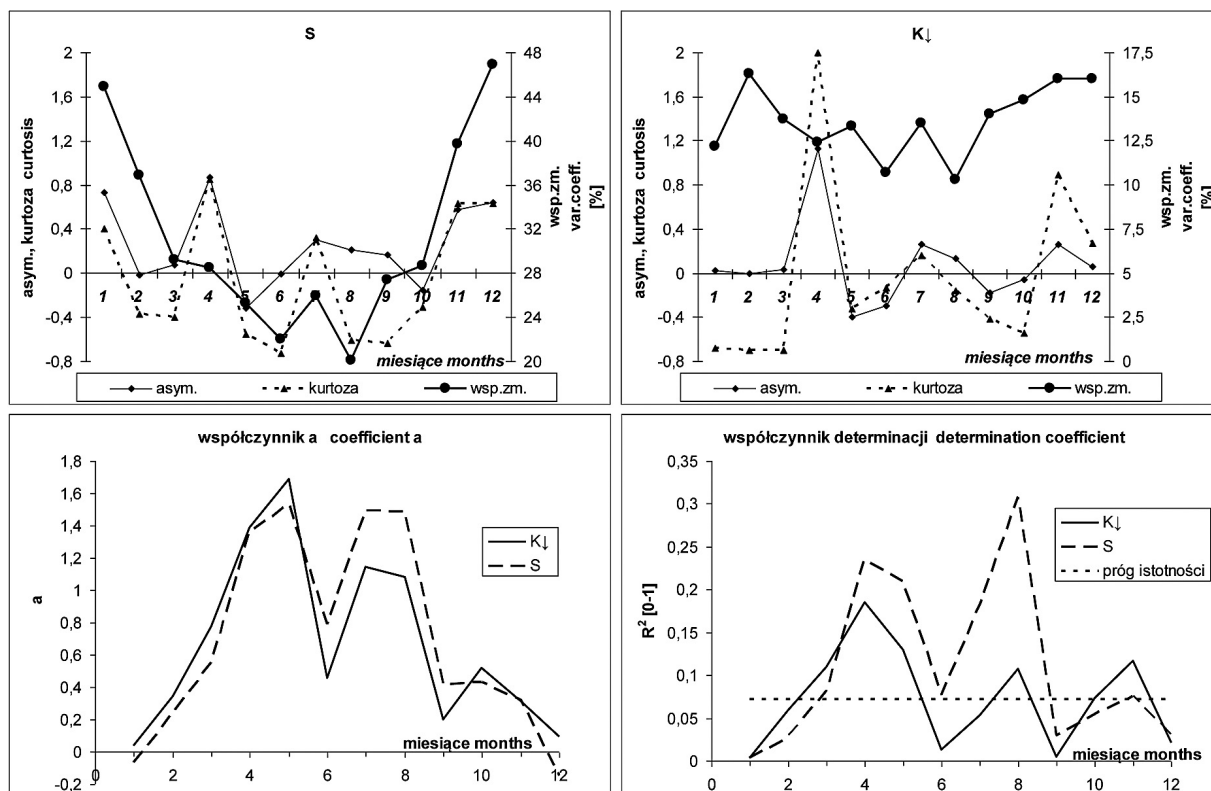 S
2
1,6
1,2
0,8
0,4
0
-0,4
-0,8
asym., kurtoza curtosis
48
44
40
36
32
28
24
20
wsp.zm.
var.coeff.
[%]
1 2 3 4 5 6 7 8 9 10 11 12
miesiące months
asym. kurtoza wsp.zm.
K↓
2
1,6
1,2
0,8
0,4
0
-0,4
-0,8
asym., kurtoza curtosis
17,5
15
12,5
10
7,5
5
2,5
0
wsp.zm.
var.coeff.
[%]
1 2 3 4 5 6 7 8 9 10 11 12
miesiące months
asym. kurtoza wsp.zm.
współczynnik a coefficient a
1,8
1,6
1,4
1,2
1
0,8
0,6
0,4
0,2
0
-0,2
a
K↓
S
miesiące months
0 2 4 6 8 10 12
współczynnik determinacji determination coefficient
0,35
0,3
0,25
0,2
0,15
0,1
0,05
0
R² [0-1]
K↓
S
próg istotności
miesiące months
0 2 4 6 8 10 12